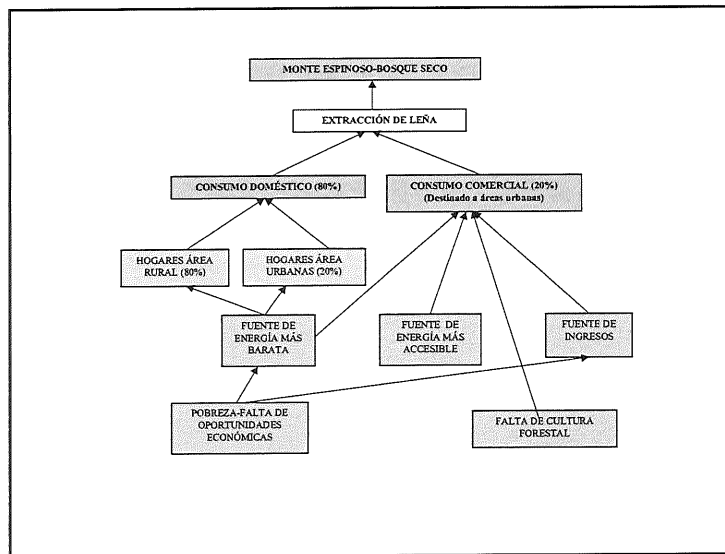 MONTE ESPINOSO-BOSQUE SECO
EXTRACCIÓN DE LEÑA
CONSUMO DOMÉSTICO (80%)
CONSUMO COMERCIAL (20%)
(Destinado a áreas urbanas)
HOGARES ÁREA
RURAL (80%)
HOGARES ÁREA
URBANAS (20%)
FUENTE DE
ENERGÍA MÁS
BARATA
FUENTE DE
ENERGÍA MÁS
ACCESIBLE
FUENTE DE
INGRESOS
POBREZA-FALTA DE
OPORTUNIDADES
ECONÓMICAS
FALTA DE CULTURA
FORESTAL